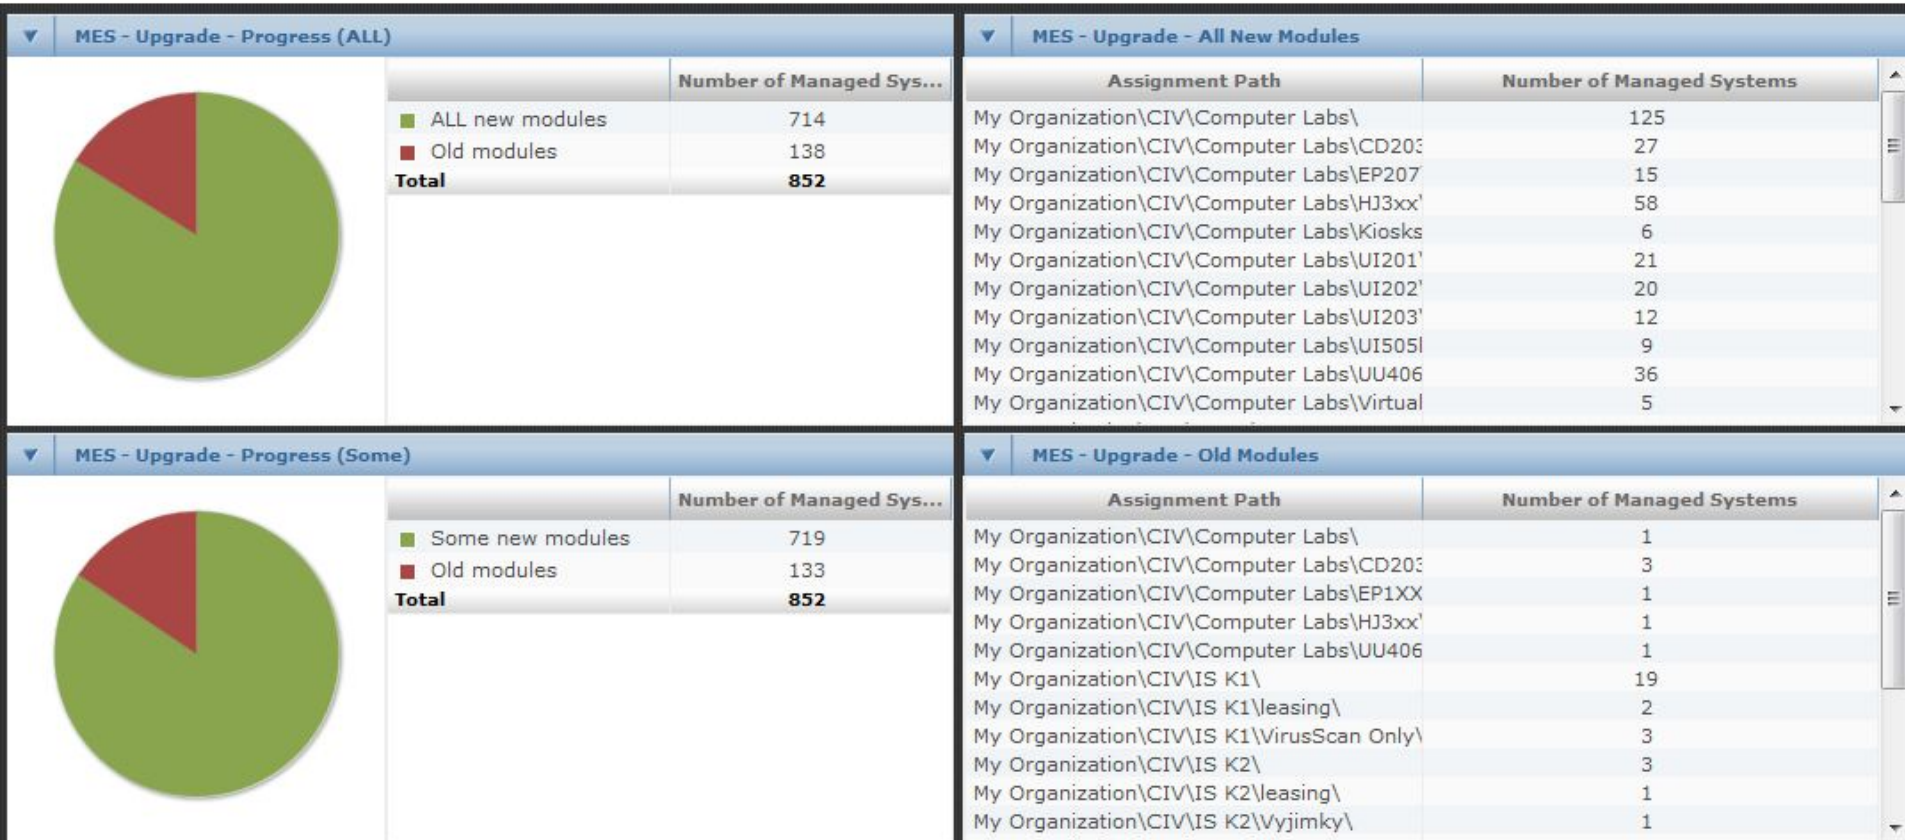 MES - Upgrade - Progress (ALL)
Number of Managed Sys...
ALL new modules 714
Old modules 138
Total 852
MES - Upgrade - All New Modules
Assignment Path Number of Managed Systems
My Organization\CIV\Computer Labs\ 125
My Organization\CIV\Computer Labs\CD203 27
My Organization\CIV\Computer Labs\EP207 15
My Organization\CIV\Computer Labs\HJ3xx\ 58
My Organization\CIV\Computer Labs\Kiosks 6
My Organization\CIV\Computer Labs\UI201\ 21
My Organization\CIV\Computer Labs\UI202\ 20
My Organization\CIV\Computer Labs\UI203\ 12
My Organization\CIV\Computer Labs\UI505 9
My Organization\CIV\Computer Labs\UU406 36
My Organization\CIV\Computer Labs\Virtual 5
MES - Upgrade - Progress (Some)
Number of Managed Sys...
Some new modules 719
Old modules 133
Total 852
MES - Upgrade - Old Modules
Assignment Path Number of Managed Systems
My Organization\CIV\Computer Labs\ 1
My Organization\CIV\Computer Labs\CD203 3
My Organization\CIV\Computer Labs\EP1XX 1
My Organization\CIV\Computer Labs\HJ3xx\ 1
My Organization\CIV\Computer Labs\UU406 1
My Organization\CIV\IS K1\ 19
My Organization\CIV\IS K1\leasing\ 2
My Organization\CIV\IS K1\VirusScan Only\ 3
My Organization\CIV\IS K2\ 3
My Organization\CIV\IS K2\leasing\ 1
My Organization\CIV\IS K2\Vyjimky\ 1